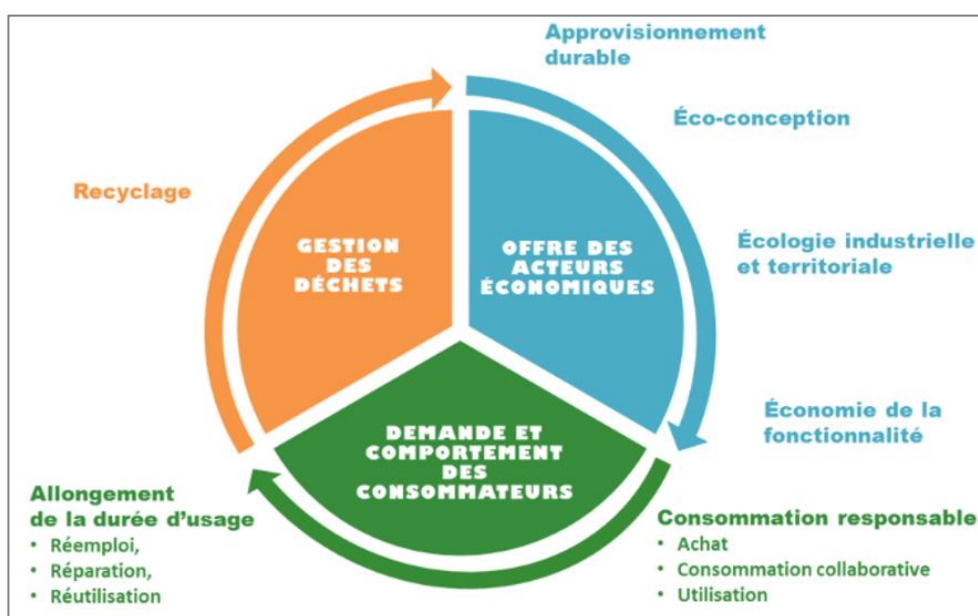 Approvisionnement
durable
Éco-conception
Écologie industrielle
et territoriale
Économie de la
fonctionnalité
OFFRE DES
ACTEURS
ÉCONOMIQUES
Consommation responsable
• Achat
• Consommation collaborative
• Utilisation
DEMANDE ET
COMPORTEMENT
DES
CONSOMMATEURS
Allongement
de la durée d'usage
• Réemploi,
• Réparation,
• Réutilisation
Recyclage
GESTION
DES
DÉCHETS